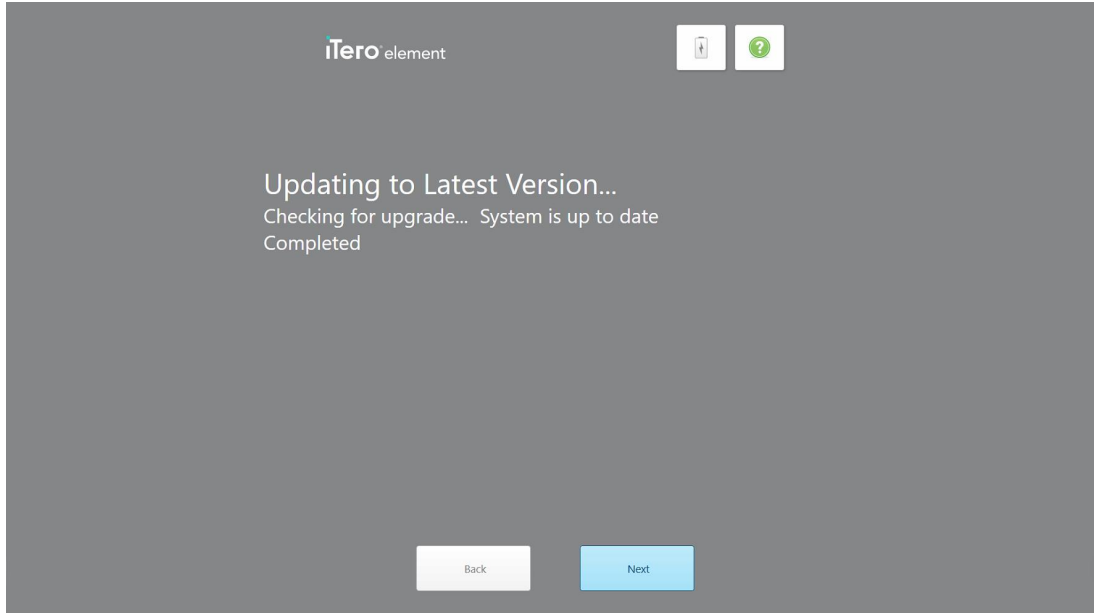 iTero element
?
Updating to Latest Version...
Checking for upgrade... System is up to date
Completed
Back
Next